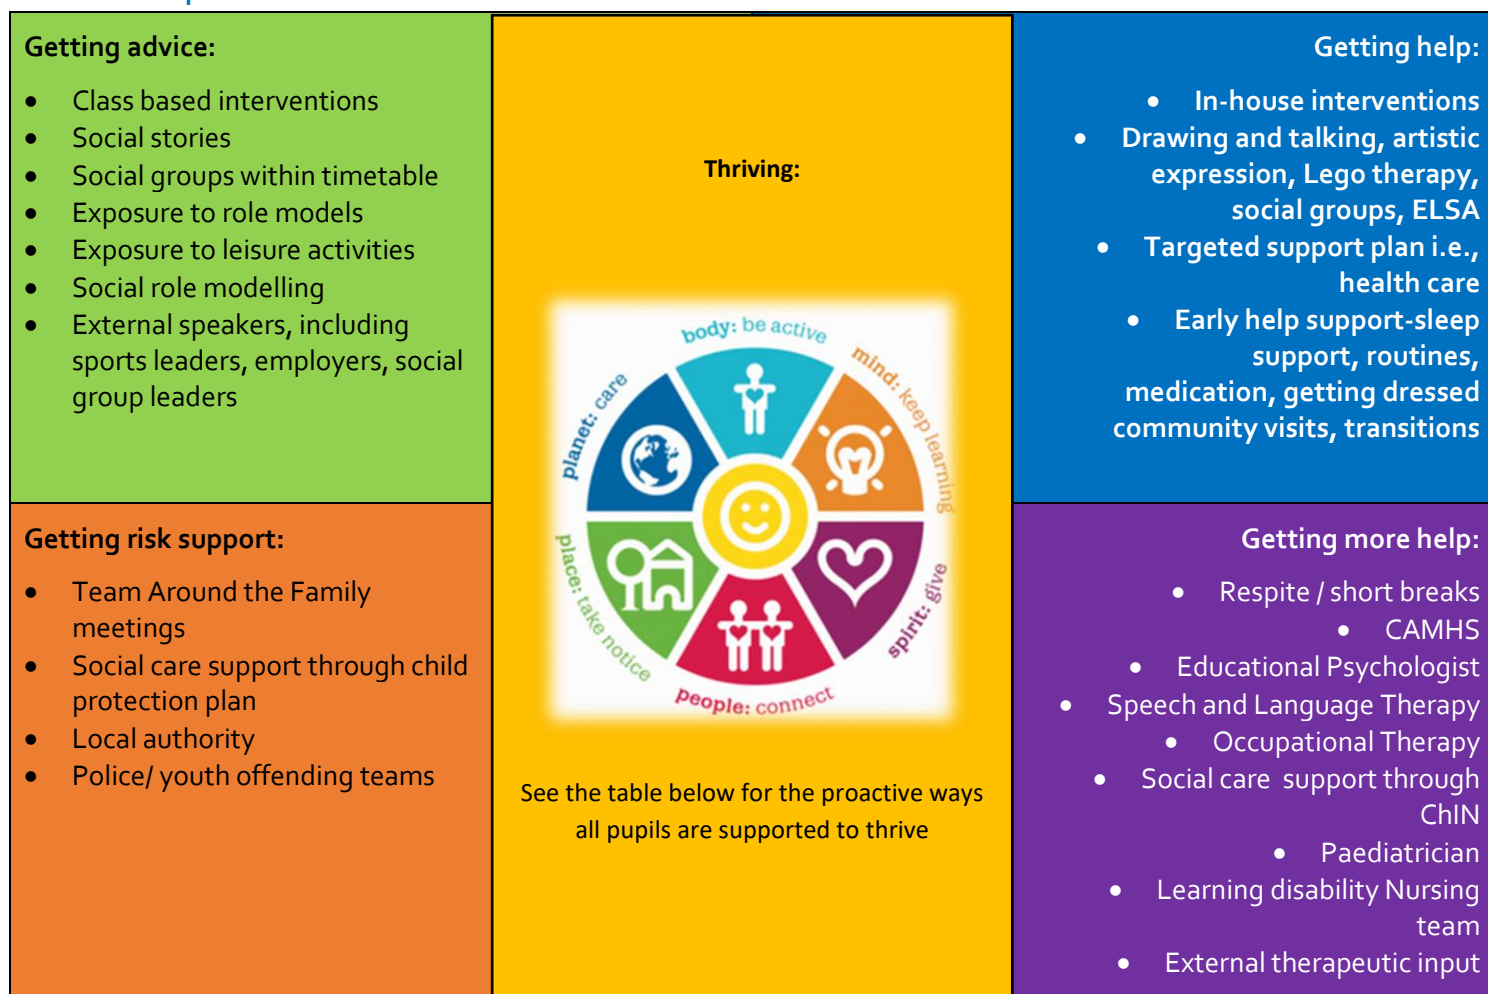 Getting advice:
• Class based interventions
• Social stories
• Social groups within timetable
• Exposure to role models
• Exposure to leisure activities
• Social role modelling
• External speakers, including
sports leaders, employers, social
group leaders
Thriving:
body: be active
mind: keep learning
spirit: give
people: connect
place: take notice
planet: care
See the table below for the proactive ways
all pupils are supported to thrive
Getting help:
• In-house interventions
• Drawing and talking, artistic
expression, Lego therapy,
social groups, ELSA
• Targeted support plan i.e.,
health care
• Early help support-sleep
support, routines,
medication, getting dressed
community visits, transitions
Getting risk support:
• Team Around the Family
meetings
• Social care support through child
protection plan
• Local authority
• Police/ youth offending teams
Getting more help:
• Respite / short breaks
• CAMHS
• Educational Psychologist
• Speech and Language Therapy
• Occupational Therapy
• Social care  support through
ChIN
• Paediatrician
• Learning disability Nursing
team
• External therapeutic input